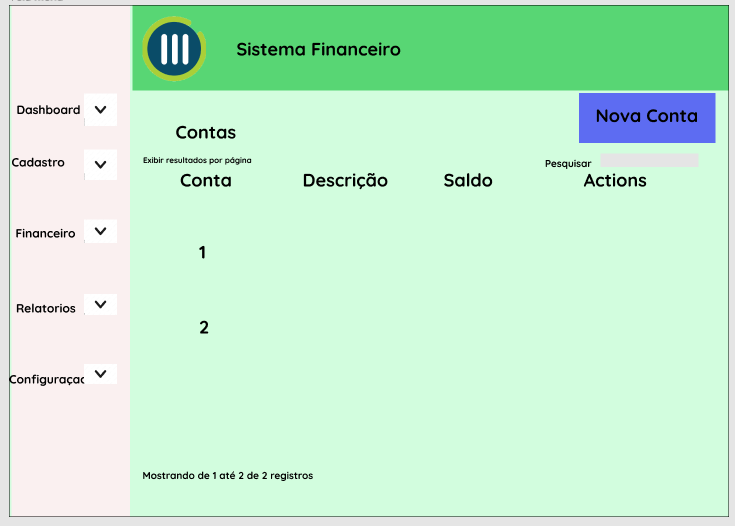 Sistema Financeiro
Dashboard
Cadastro
Financeiro
Relatorios
Configuraçao
Nova Conta
Contas
Exibir resultados por página
Pesquisar
Conta Descrição Saldo Actions
1
2
Mostrando de 1 até 2 de 2 registros